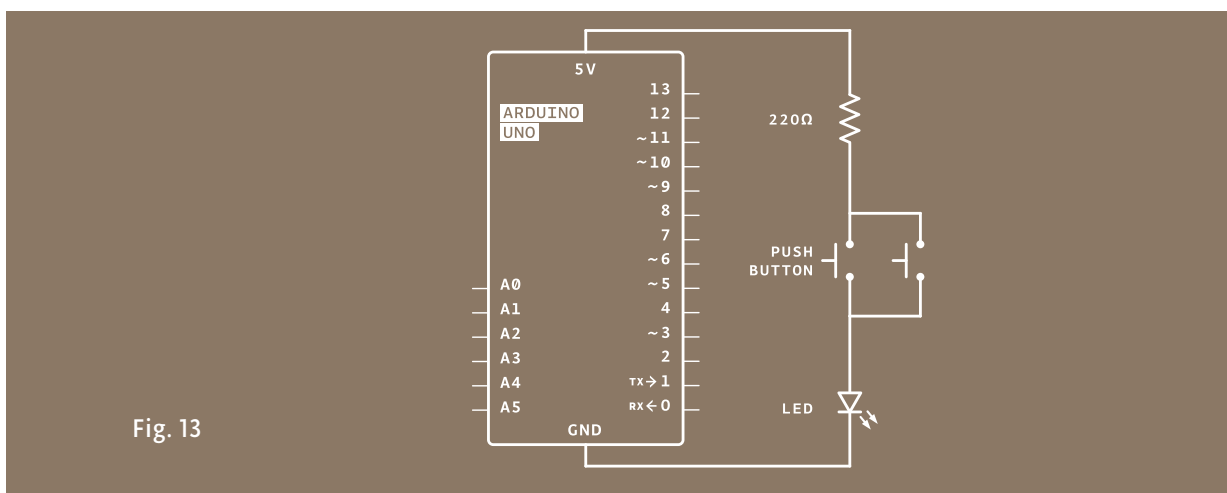 5V
ARDUINO
UNO
13
12
~11
~10
~9
8
7
~6
~5
4
~3
2
TX→1
RX←0
A0
A1
A2
A3
A4
A5
GND
220Ω
PUSH
BUTTON
LED
Fig. 13